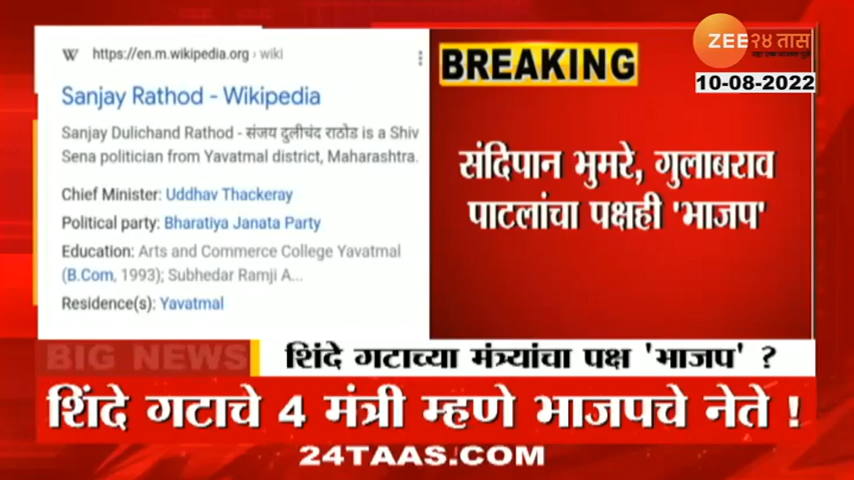 W https://en.m.wikipedia.org › wiki
Sanjay Rathod - Wikipedia
Sanjay Dulichand Rathod - संजय दुलीचंद राठोड is a Shiv
Sena politician from Yavatmal district, Maharashtra.
Chief Minister: Uddhav Thackeray
Political party: Bharatiya Janata Party
Education: Arts and Commerce College Yavatmal
(B.Com, 1993); Subhedar Ramji A...
Residence(s): Yavatmal
ZEE २४ तास
10-08-2022
BREAKING
संदिपान भुमरे, गुलाबराव
पाटलांचा पक्षही 'भाजप'
BIG NEWS
शिंदे गटाच्या मंत्र्यांचा पक्ष 'भाजप' ?
शिंदे गटाचे 4 मंत्री म्हणे भाजपचे नेते !
24TAAS.COM